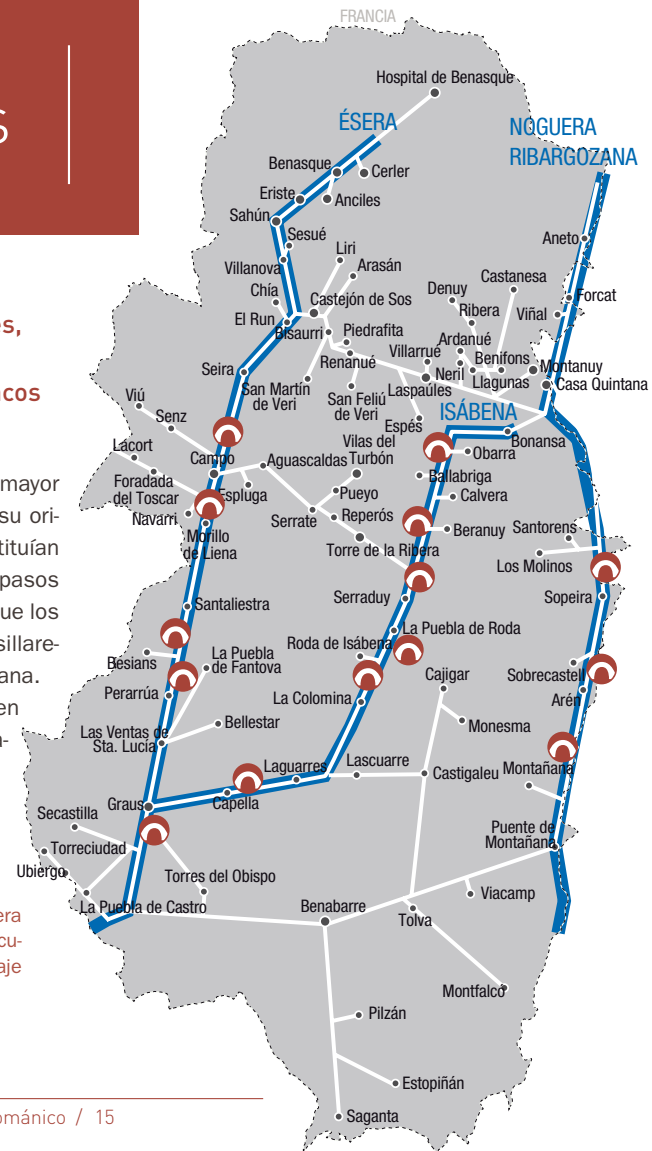 FRANCIA
S
Hospital de Benasque
ÉSERA
NOGUERA
RIBARGOZANA
Benasque
Cerler
Eriste
Anciles
Sahún
Sesué
Aneto
Liri
Villanova
Arasán
Castanesa
Chía
Denuy
Forcat
Castejón de Sos
Ribera
Viñal
El Run
Bisaurri
Piedrafita
Ardanué
Renanué
Villarrué
Benifons
Seira
Neril
Montanuy
Laspaúles
Llagunas
Casa Quintana
San Martín
de Veri
San Feliú
de Veri
Viú
Espés
ISÁBENA
Senz
Vilas del
Turbón
Bonansa
Lácort
Obarra
Campo
Aguascaldas
Ballabriga
Foradada
del Toscar
Espluga
Pueyo
Calvera
Navarri
Serrate
Reperós
Beranuy
Santorens
Morillo
de Liena
Torre de la Ribera
Los Molinos
Santaliestra
Serraduy
Sopeira
La Puebla de Roda
Roda de Isábena
Besians
La Puebla
de Fantova
Cajigar
Sobrecastell
Perarrúa
La Colomina
Arén
Las Ventas de
Sta. Lucía
Bellestar
Monesma
Laguarres
Lascuarre
Castigaleu
Montañana
Graus
Capella
Secastilla
Puente de
Montañana
Torreciudad
Ubiergo
Torres del Obispo
Viacamp
La Puebla de Castro
Benabarre
Tolva
Montfalcó
Pilzán
Estopiñán
Saganta
es,
ncos
mayor
su ori-
tituían
pasos
que los
sillare-
ana.
en
a-
era
cu-
aje
ománico / 15